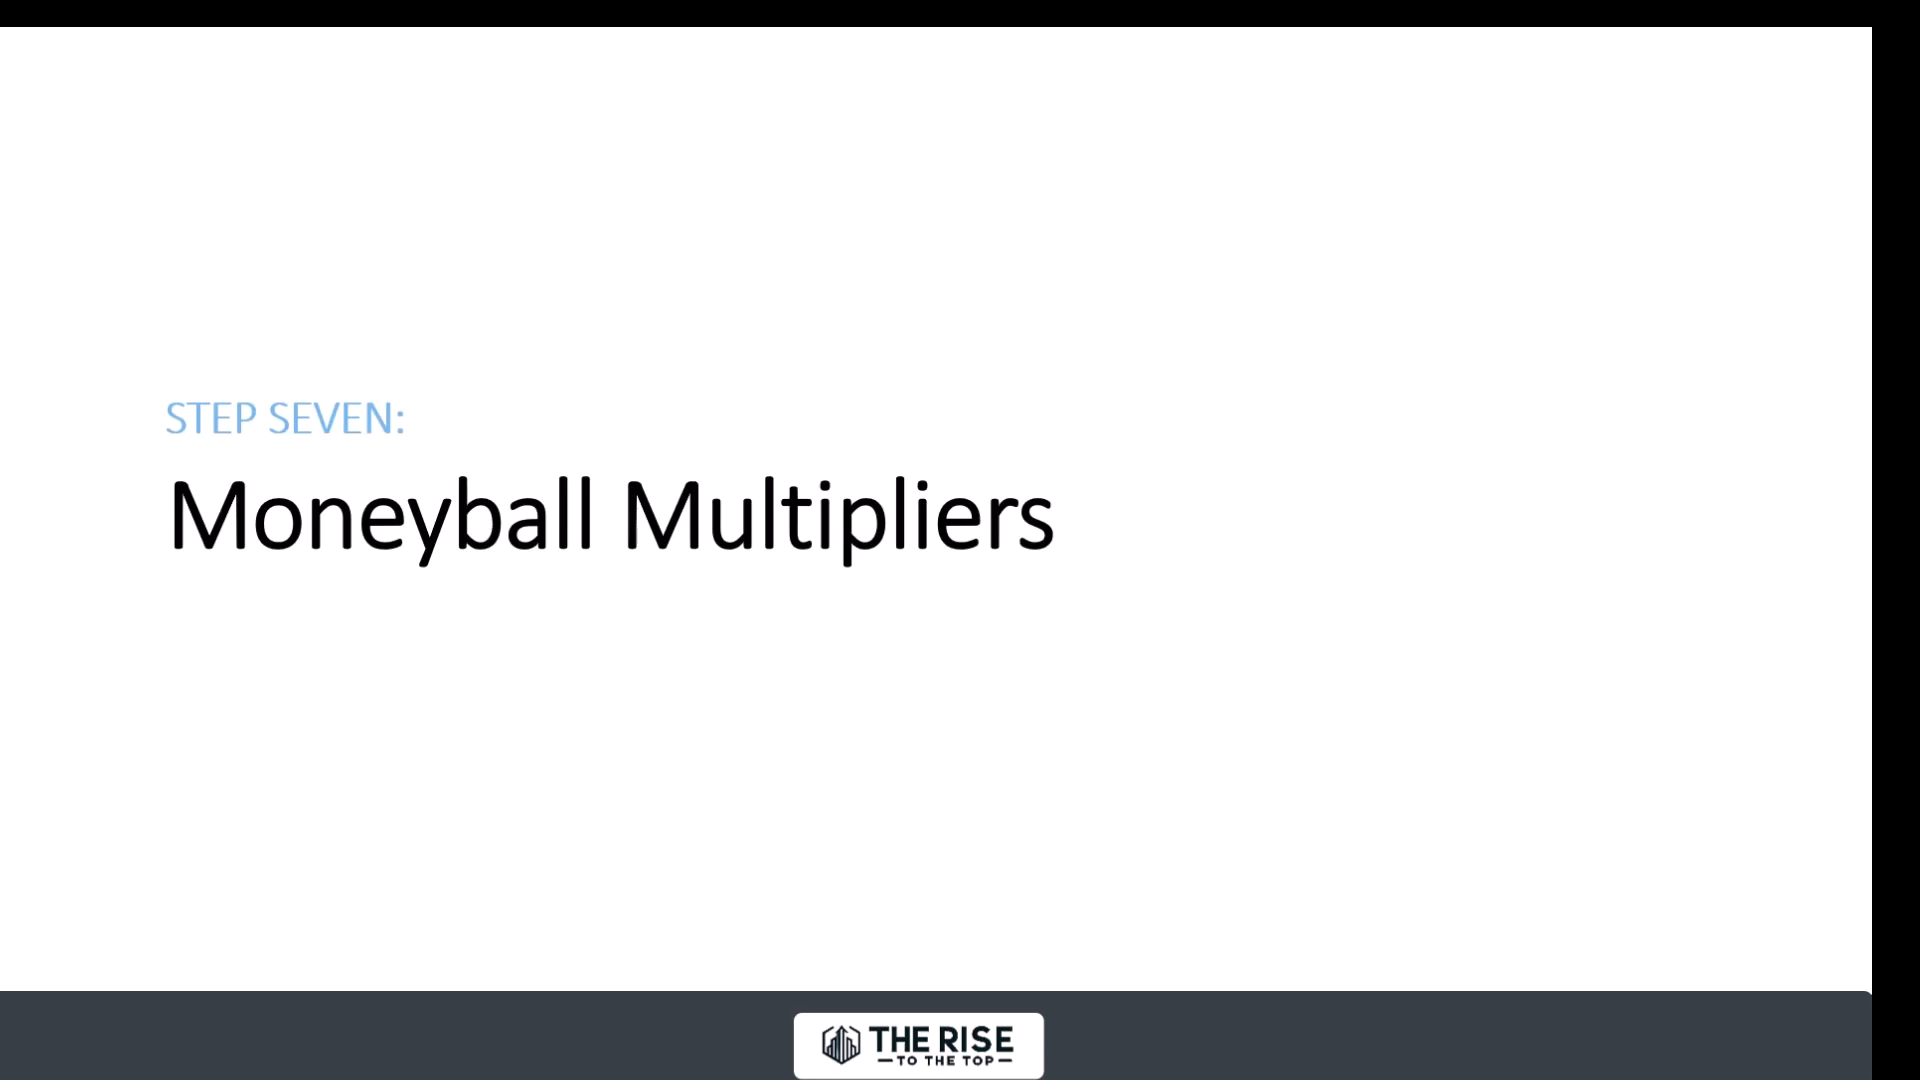 STEP SEVEN:
Moneyball Multipliers
THE RISE
TO THE TOP